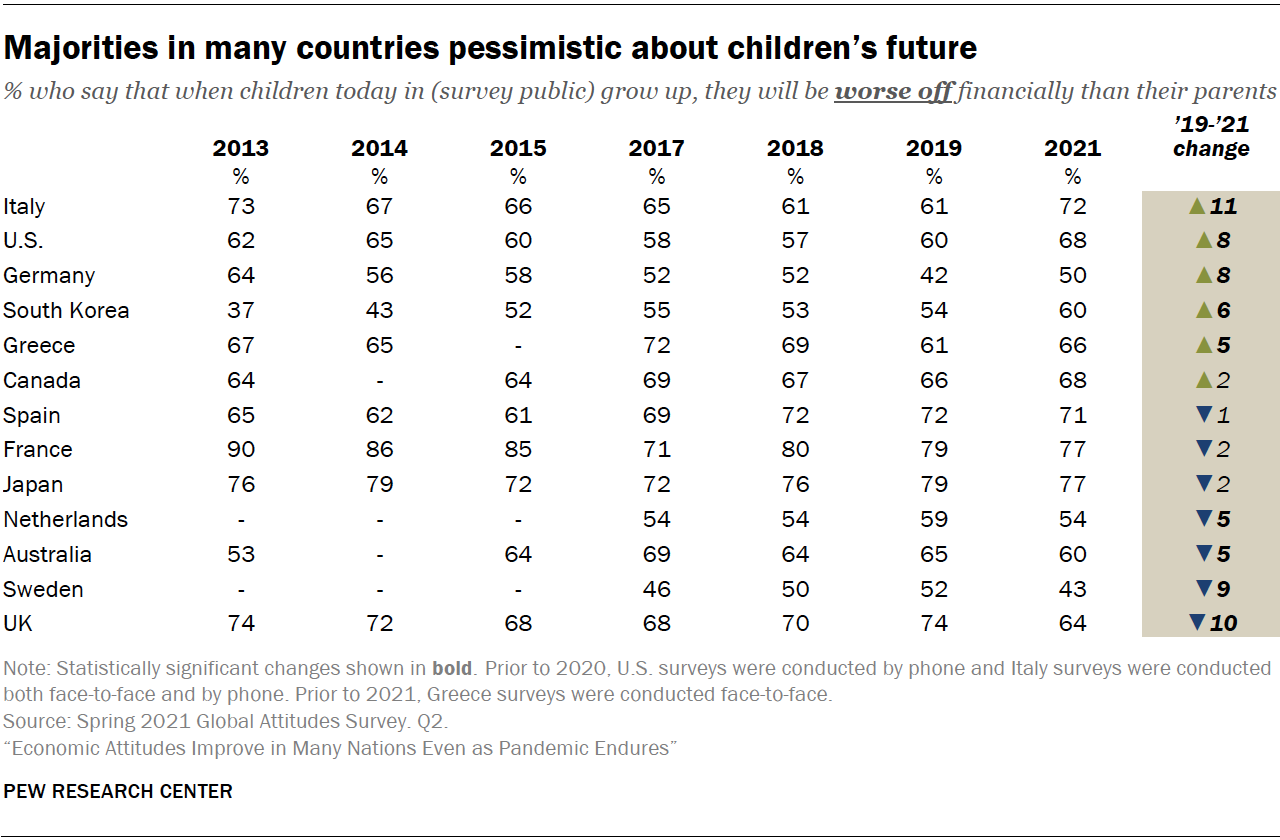 Majorities in many countries pessimistic about children’s future
% who say that when children today in (survey public) grow up, they will be worse off financially than their parents
2013 2014 2015 2017 2018 2019 2021 ’19-’21 change
% % % % % % %
Italy 73 67 66 65 61 61 72 ▲11
U.S. 62 65 60 58 57 60 68 ▲8
Germany 64 56 58 52 52 42 50 ▲8
South Korea 37 43 52 55 53 54 60 ▲6
Greece 67 65 - 72 69 61 66 ▲5
Canada 64 - 64 69 67 66 68 ▲2
Spain 65 62 61 69 72 72 71 ▼1
France 90 86 85 71 80 79 77 ▼2
Japan 76 79 72 72 76 79 77 ▼2
Netherlands - - - 54 54 59 54 ▼5
Australia 53 - 64 69 64 65 60 ▼5
Sweden - - - 46 50 52 43 ▼9
UK 74 72 68 68 70 74 64 ▼10
Note: Statistically significant changes shown in bold. Prior to 2020, U.S. surveys were conducted by phone and Italy surveys were conducted
both face-to-face and by phone. Prior to 2021, Greece surveys were conducted face-to-face.
Source: Spring 2021 Global Attitudes Survey. Q2.
“Economic Attitudes Improve in Many Nations Even as Pandemic Endures”
PEW RESEARCH CENTER